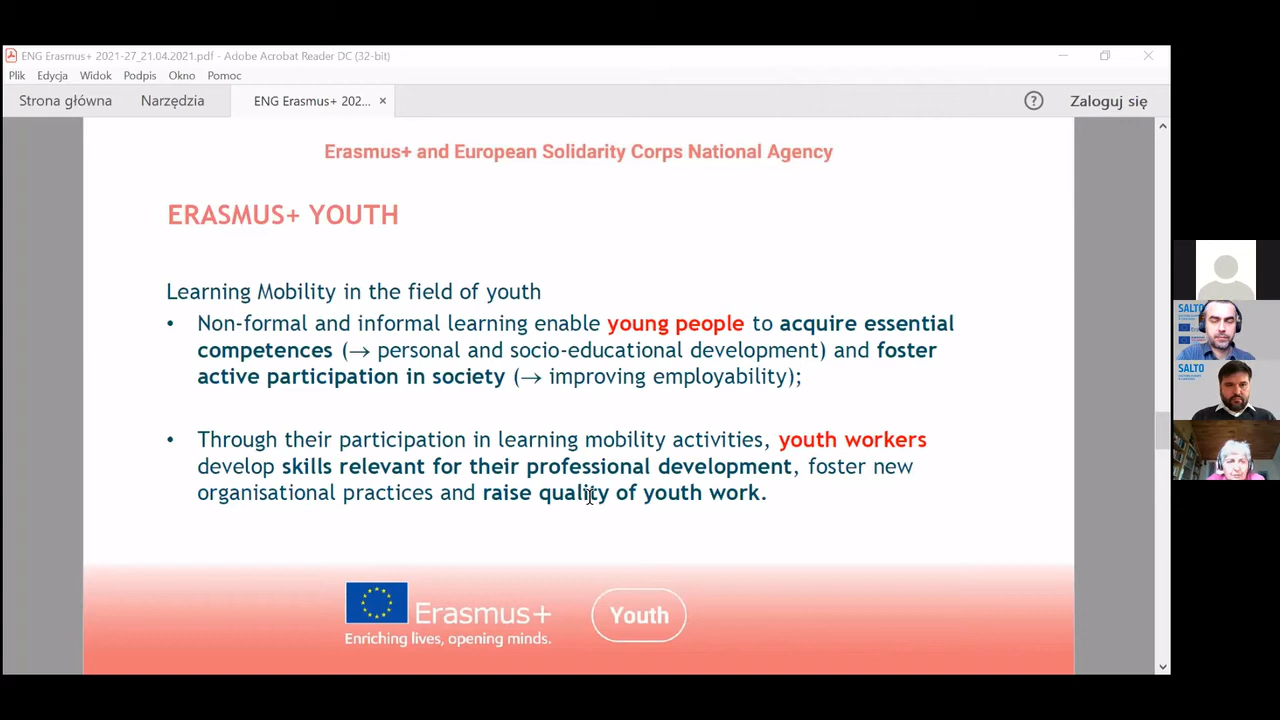 ENG Erasmus+ 2021-27_21.04.2021.pdf - Adobe Acrobat Reader DC (32-bit)
Plik Edycja Widok Podpis Okno Pomoc
Strona główna Narzędzia ENG Erasmus+ 202... × ? Zaloguj się
Erasmus+ and European Solidarity Corps National Agency
ERASMUS+ YOUTH
Learning Mobility in the field of youth
• Non-formal and informal learning enable young people to acquire essential
competences (→ personal and socio-educational development) and foster
active participation in society (→ improving employability);
• Through their participation in learning mobility activities, youth workers
develop skills relevant for their professional development, foster new
organisational practices and raise quality of youth work.
Erasmus+
Enriching lives, opening minds.
Youth
SALTO
SALTO